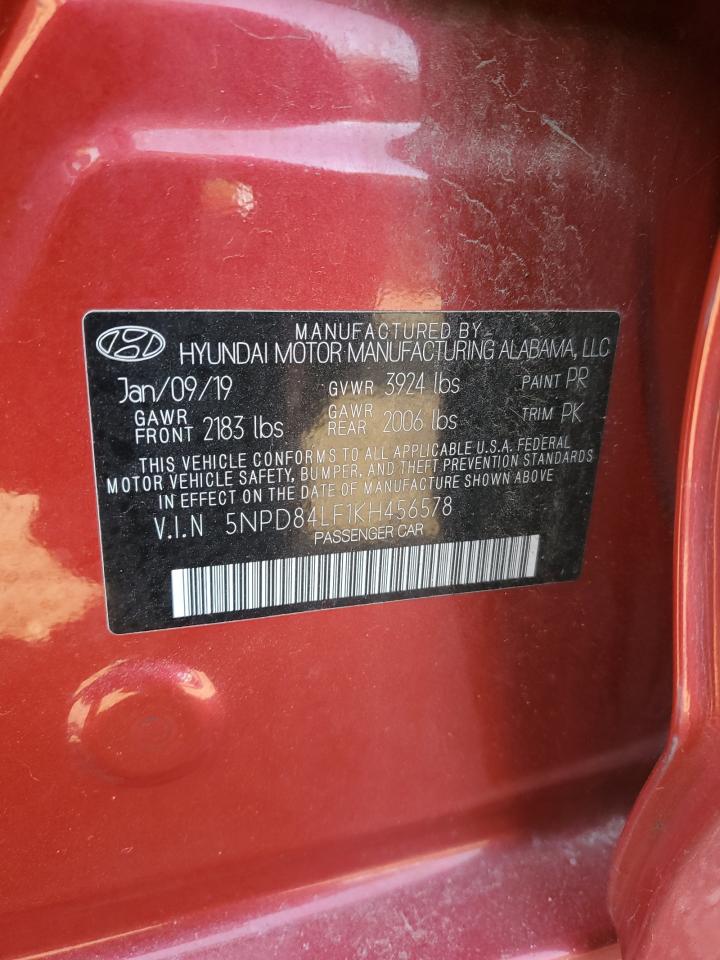 MANUFACTURED BY
HYUNDAI MOTOR MANUFACTURING ALABAMA, LLC
Jan/09/19 GVWR 3924 lbs PAINT PR
GAWR FRONT 2183 lbs GAWR REAR 2006 lbs TRIM PK
THIS VEHICLE CONFORMS TO ALL APPLICABLE U.S.A. FEDERAL
MOTOR VEHICLE SAFETY, BUMPER, AND THEFT PREVENTION STANDARDS
IN EFFECT ON THE DATE OF MANUFACTURE SHOWN ABOVE
V.I.N 5NPD84LF1KH456578
PASSENGER CAR